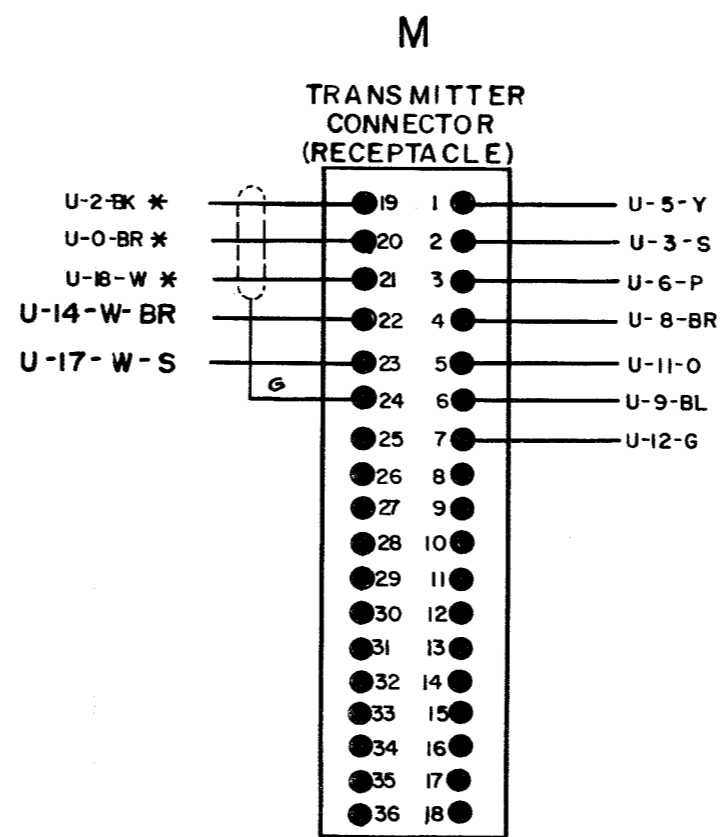 M
TRANSMITTER
CONNECTOR
(RECEPTACLE)
U-2-BK * 19 1 U-5-Y
U-0-BR * 20 2 U-3-S
U-18-W * 21 3 U-6-P
U-14-W-BR 22 4 U-8-BR
U-17-W-S 23 5 U-11-O
G 24 6 U-9-BL
25 7 U-12-G
26 8
27 9
28 10
29 11
30 12
31 13
32 14
33 15
34 16
35 17
36 18